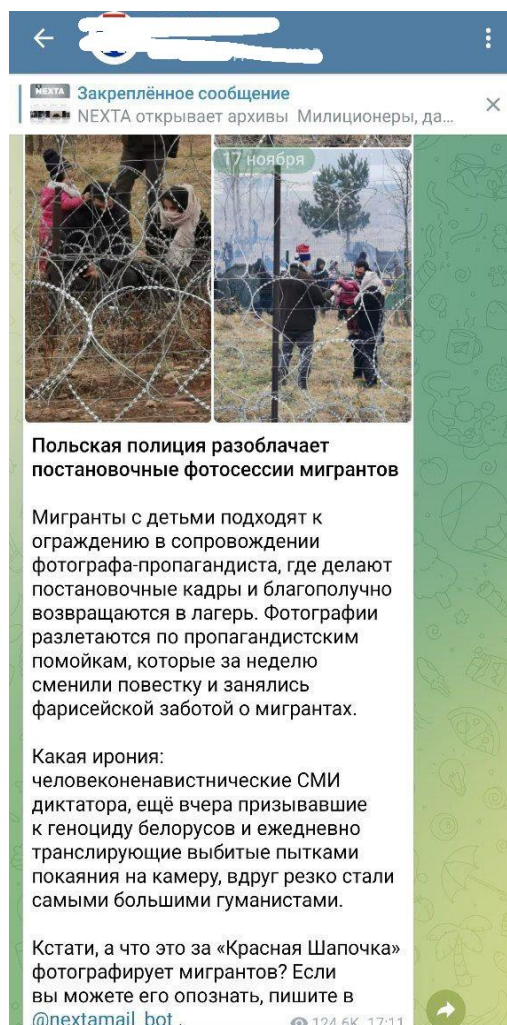 NEXTA
Закреплённое сообщение
NEXTA открывает архивы Милиционеры, да...
17 ноября
Польская полиция разоблачает
постановочные фотосессии мигрантов
Мигранты с детьми подходят к
ограждению в сопровождении
фотографа-пропагандиста, где делают
постановочные кадры и благополучно
возвращаются в лагерь. Фотографии
разлетаются по пропагандистским
помойкам, которые за неделю
сменили повестку и занялись
фарисейской заботой о мигрантах.
Какая ирония:
человеконенавистнические СМИ
диктатора, ещё вчера призывавшие
к геноциду белорусов и ежедневно
транслирующие выбитые пытками
покаяния на камеру, вдруг резко стали
самыми большими гуманистами.
Кстати, а что это за «Красная Шапочка»
фотографирует мигрантов? Если
вы можете его опознать, пишите в
@nextamail_bot . 124,6K 17:11